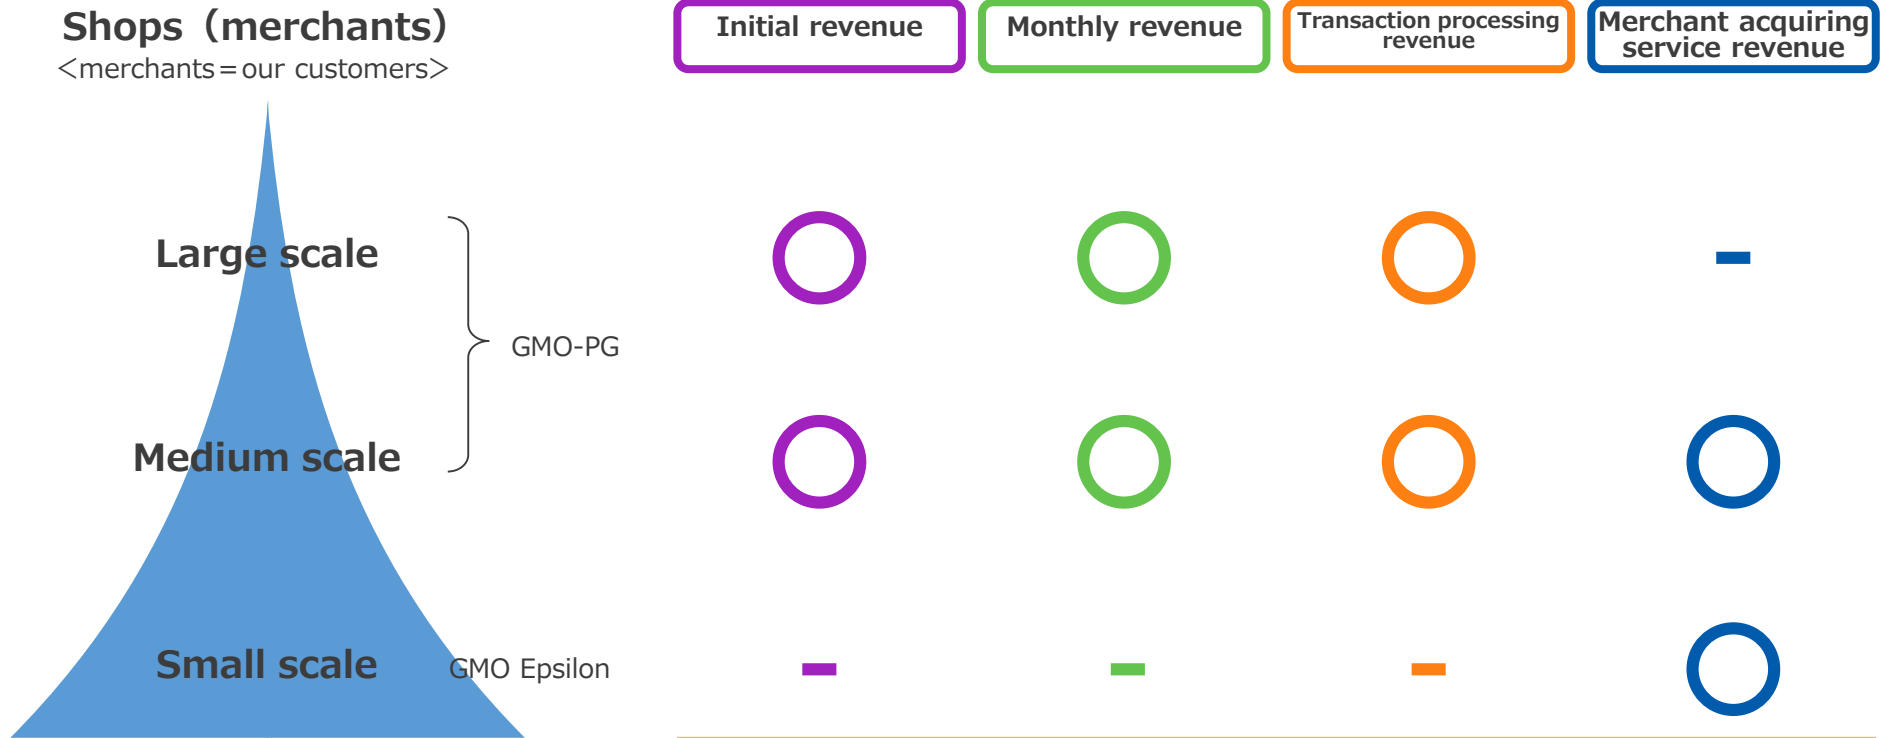 Shops（merchants）
＜merchants＝our customers＞
Initial revenue
Monthly revenue
Transaction processing
revenue
Merchant acquiring
service revenue
Large scale
GMO-PG
Medium scale
Small scale
GMO Epsilon